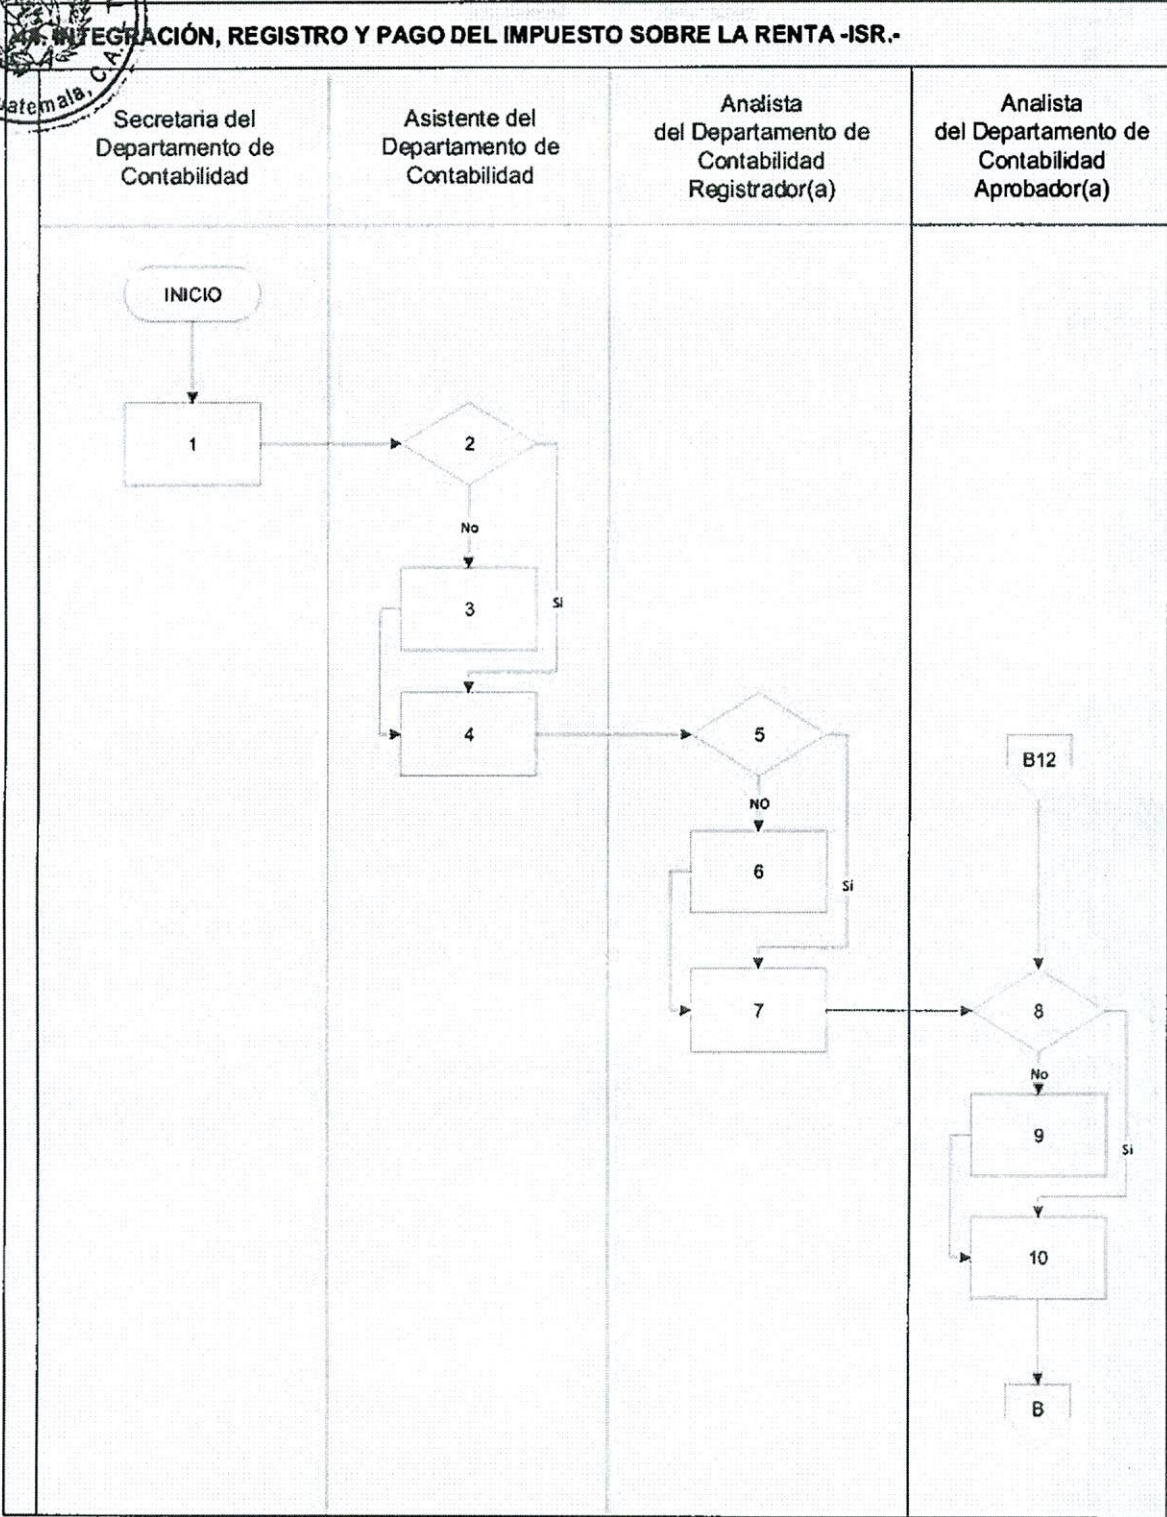 INTEGRACIÓN, REGISTRO Y PAGO DEL IMPUESTO SOBRE LA RENTA -ISR.-
C.A.
Secretaria del
Departamento de
Contabilidad
Asistente del
Departamento de
Contabilidad
Analista
del Departamento de
Contabilidad
Registrador(a)
Analista
del Departamento de
Contabilidad
Aprobador(a)
INICIO
1
2
No
Si
3
4
5
NO
Si
6
7
B12
8
No
Si
9
10
B